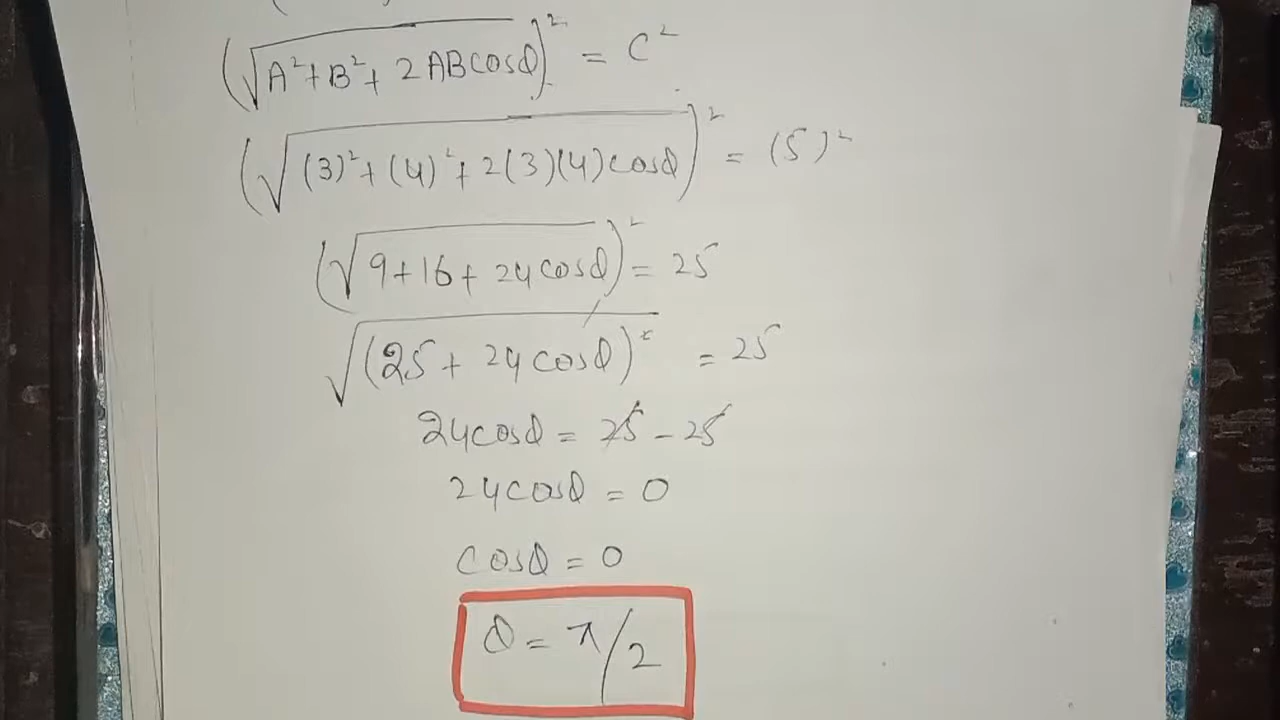 (√A²+B²+ 2ABcosθ)² = C²
(√(3)²+(4)²+2(3)(4)cosθ)² = (5)²
(√9+16+ 24cosθ)² = 25
√(25+ 24cosθ)² = 25
24cosθ = 25 - 25
24cosθ = 0
cosθ = 0
θ = π/2